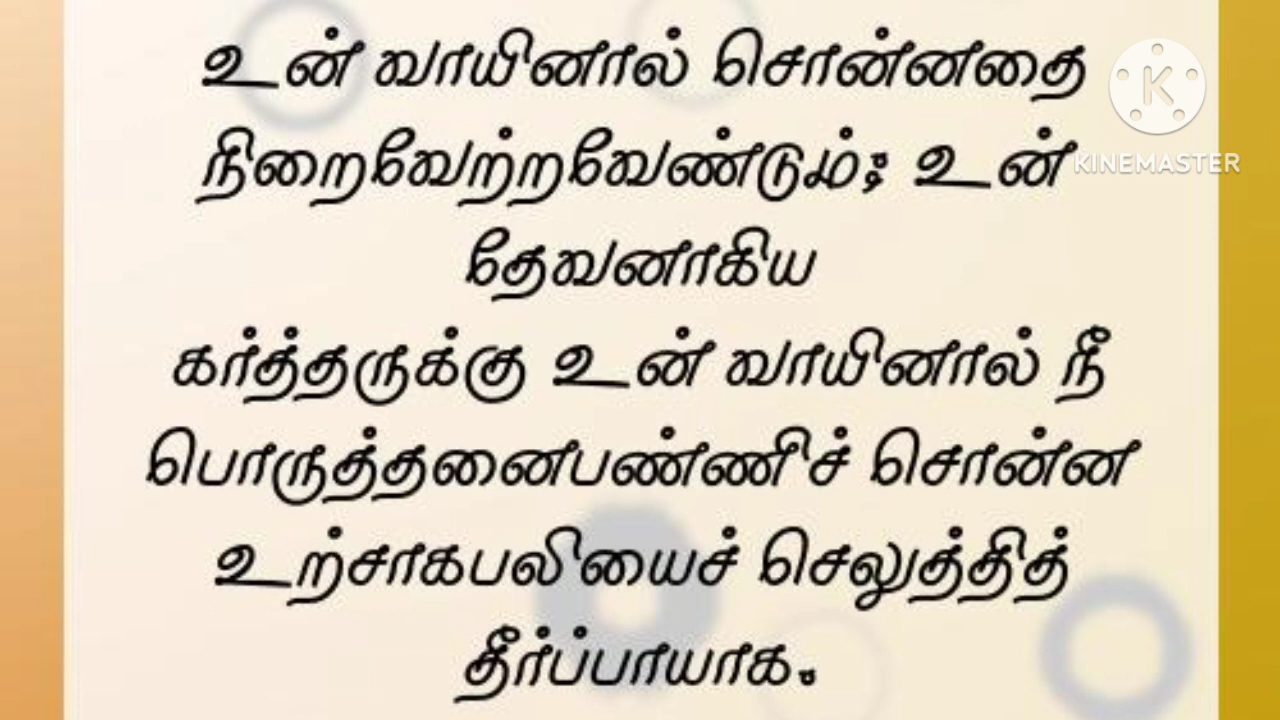 உன் வாயினால் சொன்னதை
நிறைவேற்றவேண்டும்; உன்
தேவனாகிய
கர்த்தருக்கு உன் வாயினால் நீ
பொருத்தனைபண்ணிச் சொன்ன
உற்சாகபலியைச் செலுத்தித்
தீர்ப்பாயாக.
K
KINEMASTER